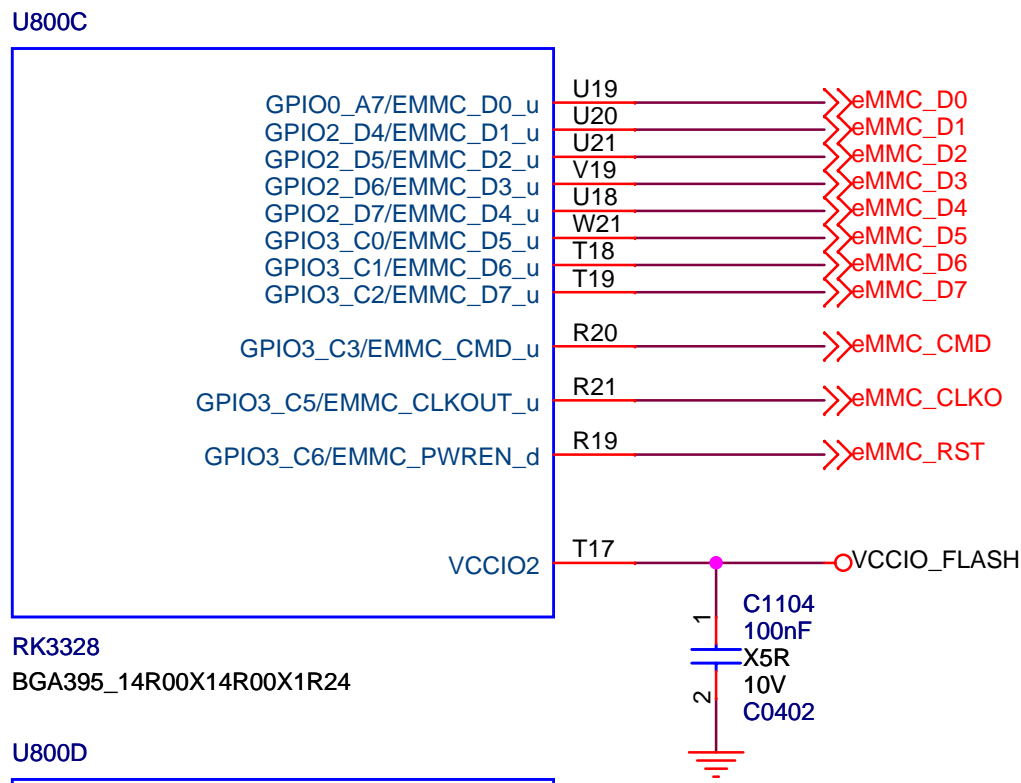 U800C
GPIO0_A7/EMMC_D0_u U19 eMMC_D0
GPIO2_D4/EMMC_D1_u U20 eMMC_D1
GPIO2_D5/EMMC_D2_u U21 eMMC_D2
GPIO2_D6/EMMC_D3_u V19 eMMC_D3
GPIO2_D7/EMMC_D4_u U18 eMMC_D4
GPIO3_C0/EMMC_D5_u W21 eMMC_D5
GPIO3_C1/EMMC_D6_u T18 eMMC_D6
GPIO3_C2/EMMC_D7_u T19 eMMC_D7
GPIO3_C3/EMMC_CMD_u R20 eMMC_CMD
GPIO3_C5/EMMC_CLKOUT_u R21 eMMC_CLKO
GPIO3_C6/EMMC_PWREN_d R19 eMMC_RST
VCCIO2 T17 VCCIO_FLASH
1
2
C1104
100nF
X5R
10V
C0402
RK3328
BGA395_14R00X14R00X1R24
U800D